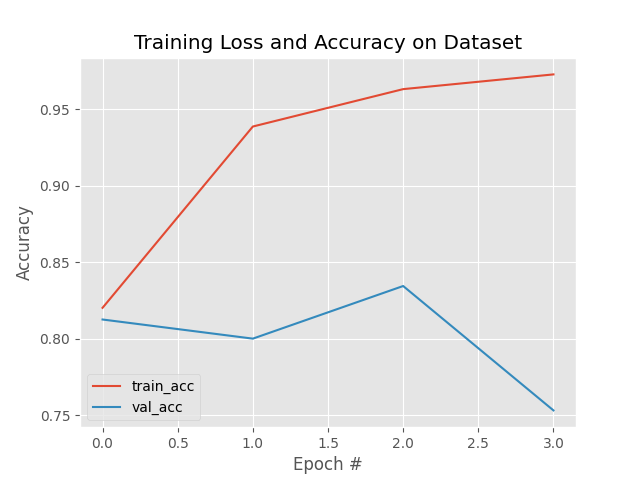 Training Loss and Accuracy on Dataset
Accuracy
0.95
0.90
0.85
0.80
0.75
train_acc
val_acc
0.0 0.5 1.0 1.5 2.0 2.5 3.0
Epoch #